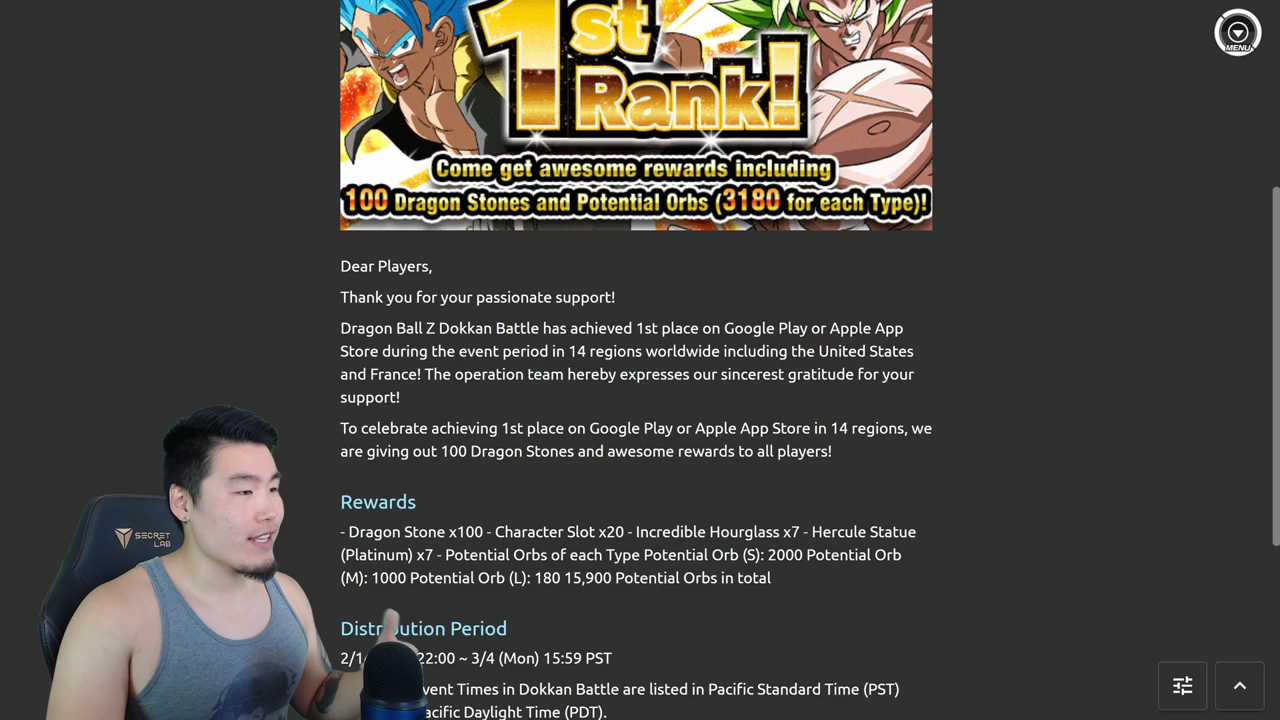 1st
Rank!
MENU
Come get awesome rewards including
100 Dragon Stones and Potential Orbs (3180 for each Type)!
Dear Players,
Thank you for your passionate support!
Dragon Ball Z Dokkan Battle has achieved 1st place on Google Play or Apple App
Store during the event period in 14 regions worldwide including the United States
and France! The operation team hereby expresses our sincerest gratitude for your
support!
To celebrate achieving 1st place on Google Play or Apple App Store in 14 regions, we
are giving out 100 Dragon Stones and awesome rewards to all players!
Rewards
- Dragon Stone x100 - Character Slot x20 - Incredible Hourglass x7 - Hercule Statue
(Platinum) x7 - Potential Orbs of each Type Potential Orb (S): 2000 Potential Orb
(M): 1000 Potential Orb (L): 180 15,900 Potential Orbs in total
SECRET
LAB
Distribution Period
22:00 ~ 3/4 (Mon) 15:59 PST
Times in Dokkan Battle are listed in Pacific Standard Time (PST)
Daylight Time (PDT).